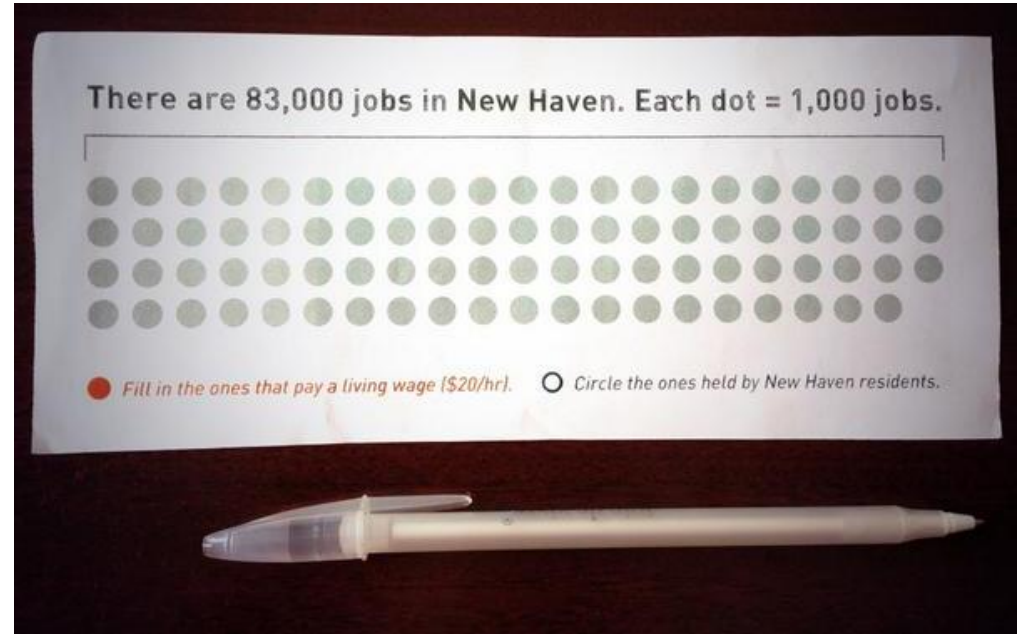 There are 83,000 jobs in New Haven. Each dot = 1,000 jobs.
Fill in the ones that pay a living wage ($20/hr). Circle the ones held by New Haven residents.